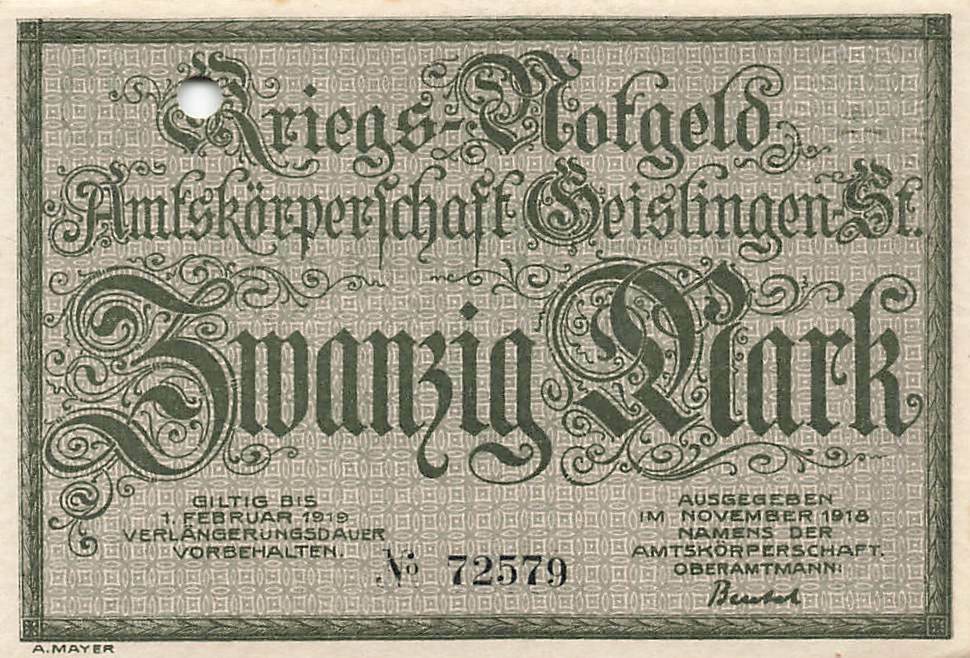 Kriegs-Notgeld
Amtskörperschaft Geislingen-St.
Zwanzig Mark
GILTIG BIS
1. FEBRUAR 1919
VERLÄNGERUNGSDAUER
VORBEHALTEN.
No 72579
AUSGEGEBEN
IM NOVEMBER 1918
NAMENS DER
AMTSKÖRPERSCHAFT.
OBERAMTMANN:
A. MAYER